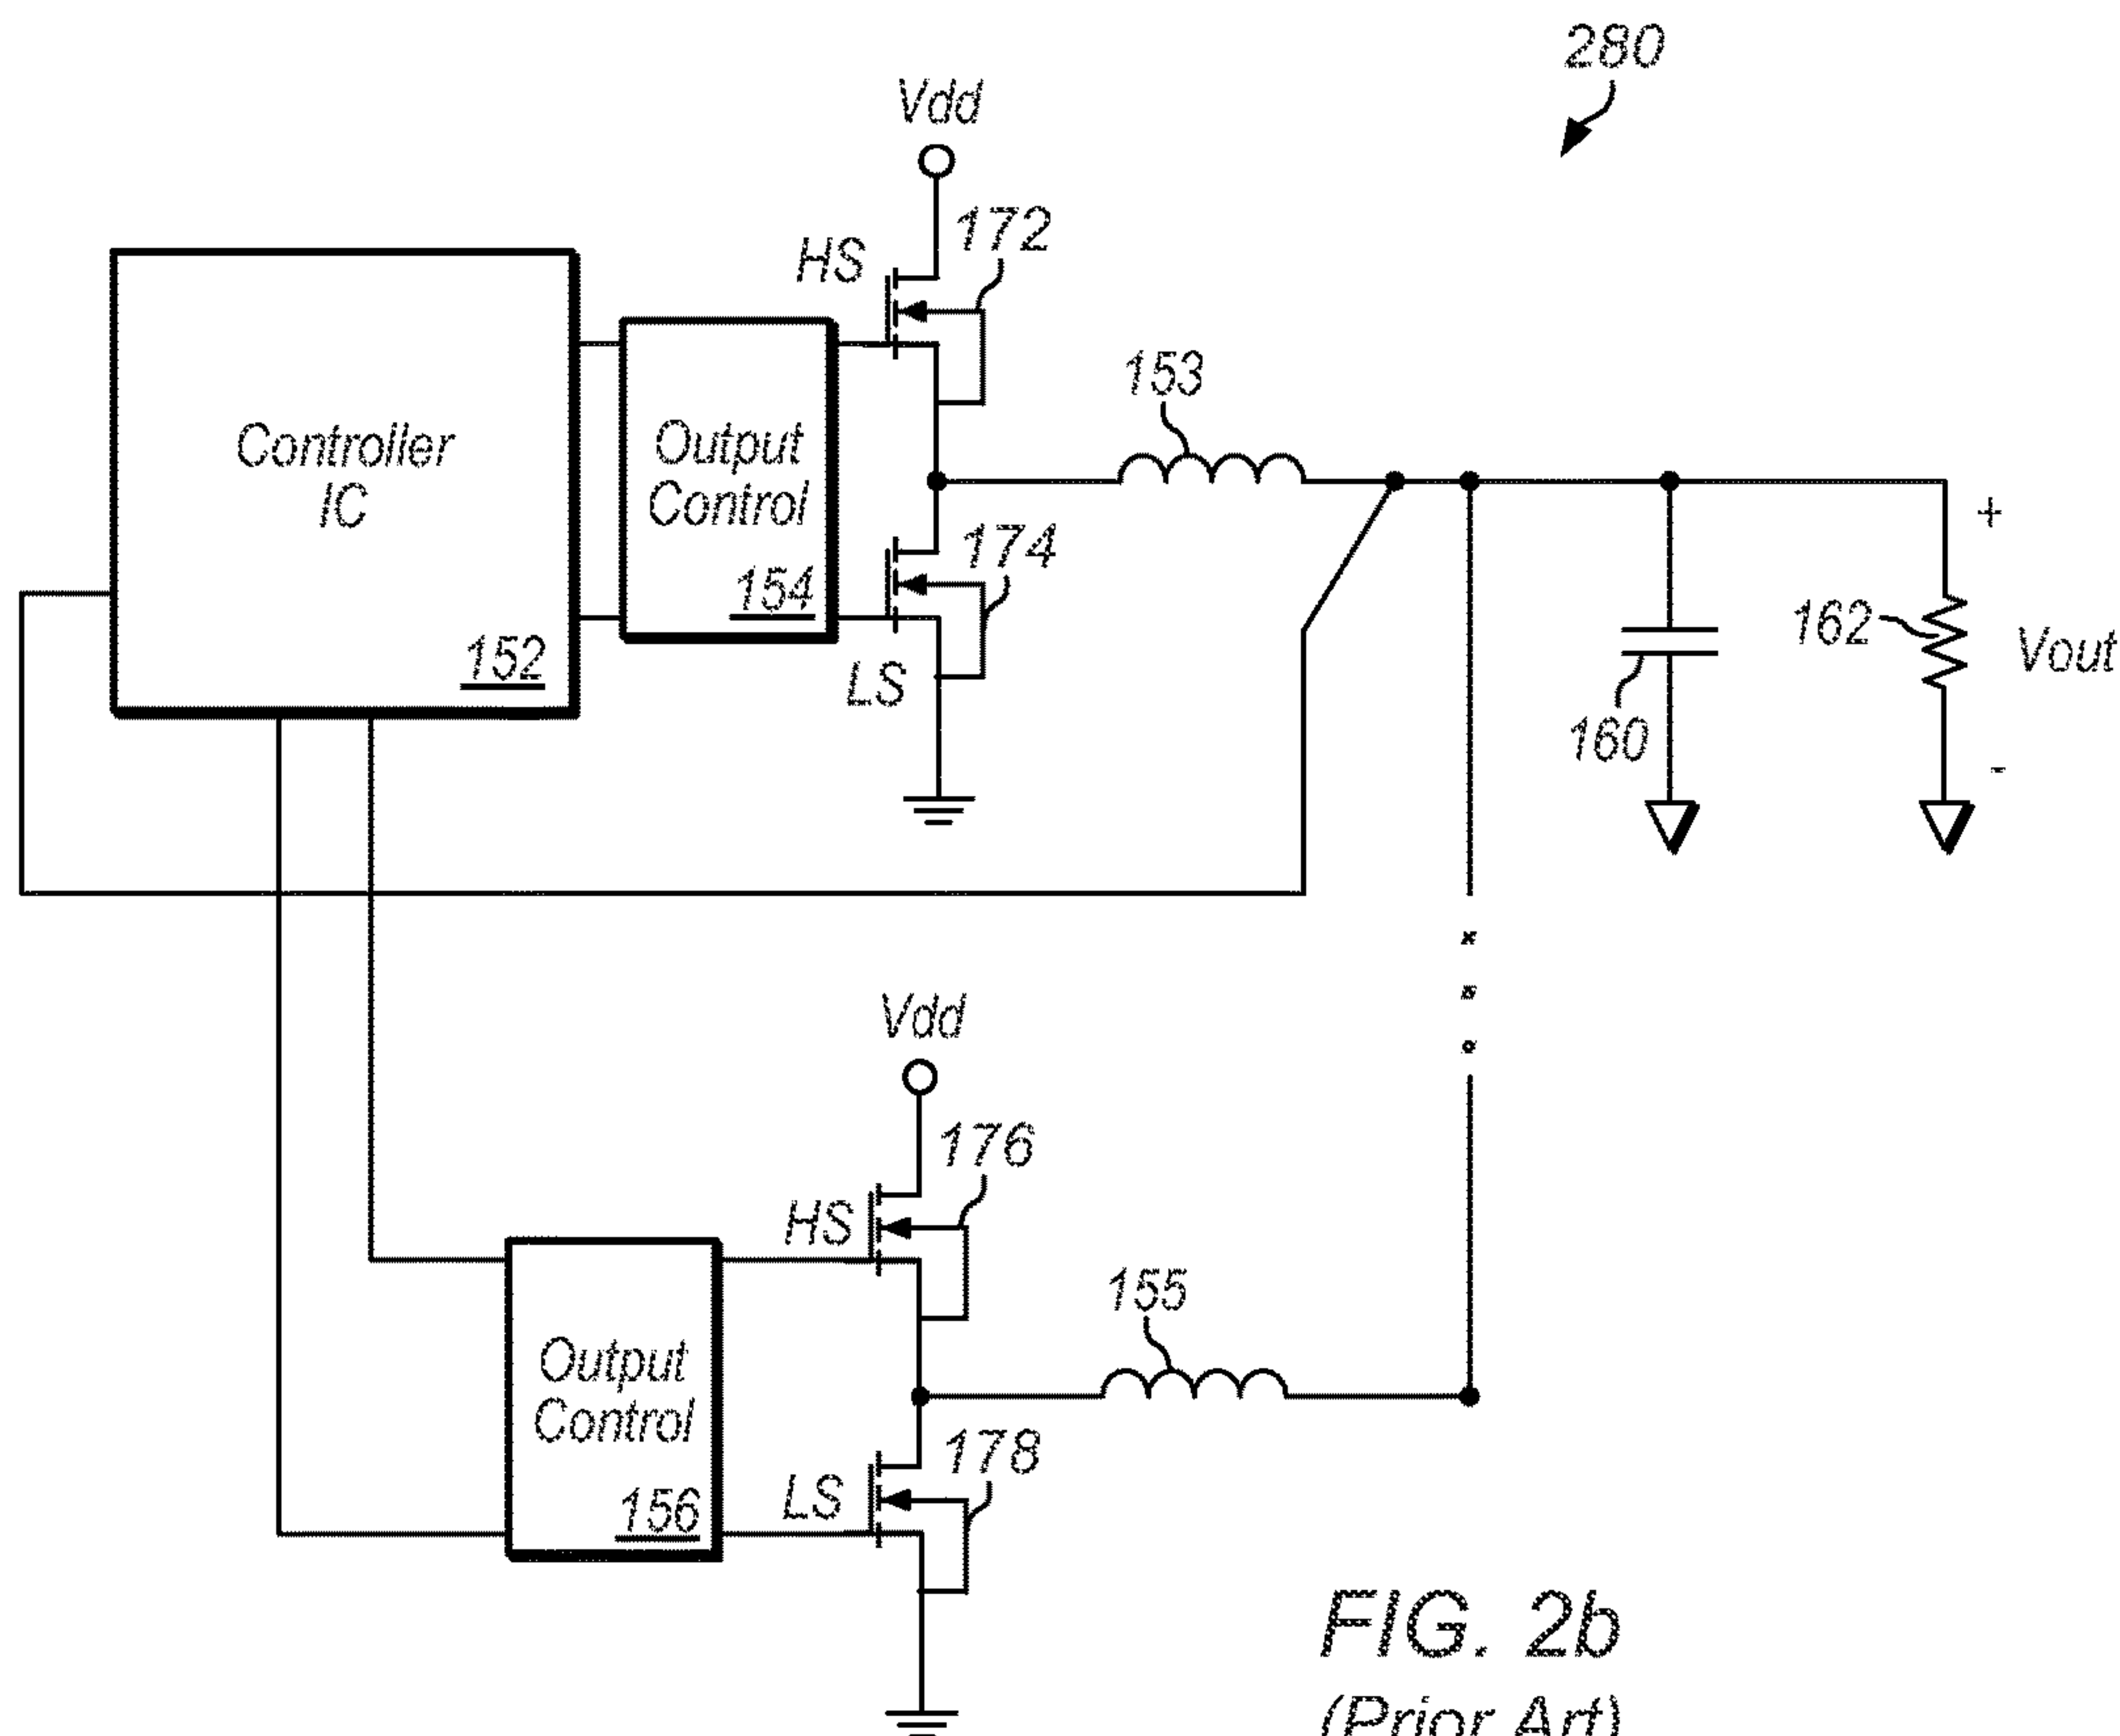 280
Vdd
172
HS
153
Controller
IC
152
Output
Control
154
174
LS
+
162
Vout
160
-
Vdd
176
HS
155
Output
Control
156
178
LS
FIG. 2b
(Prior Art)